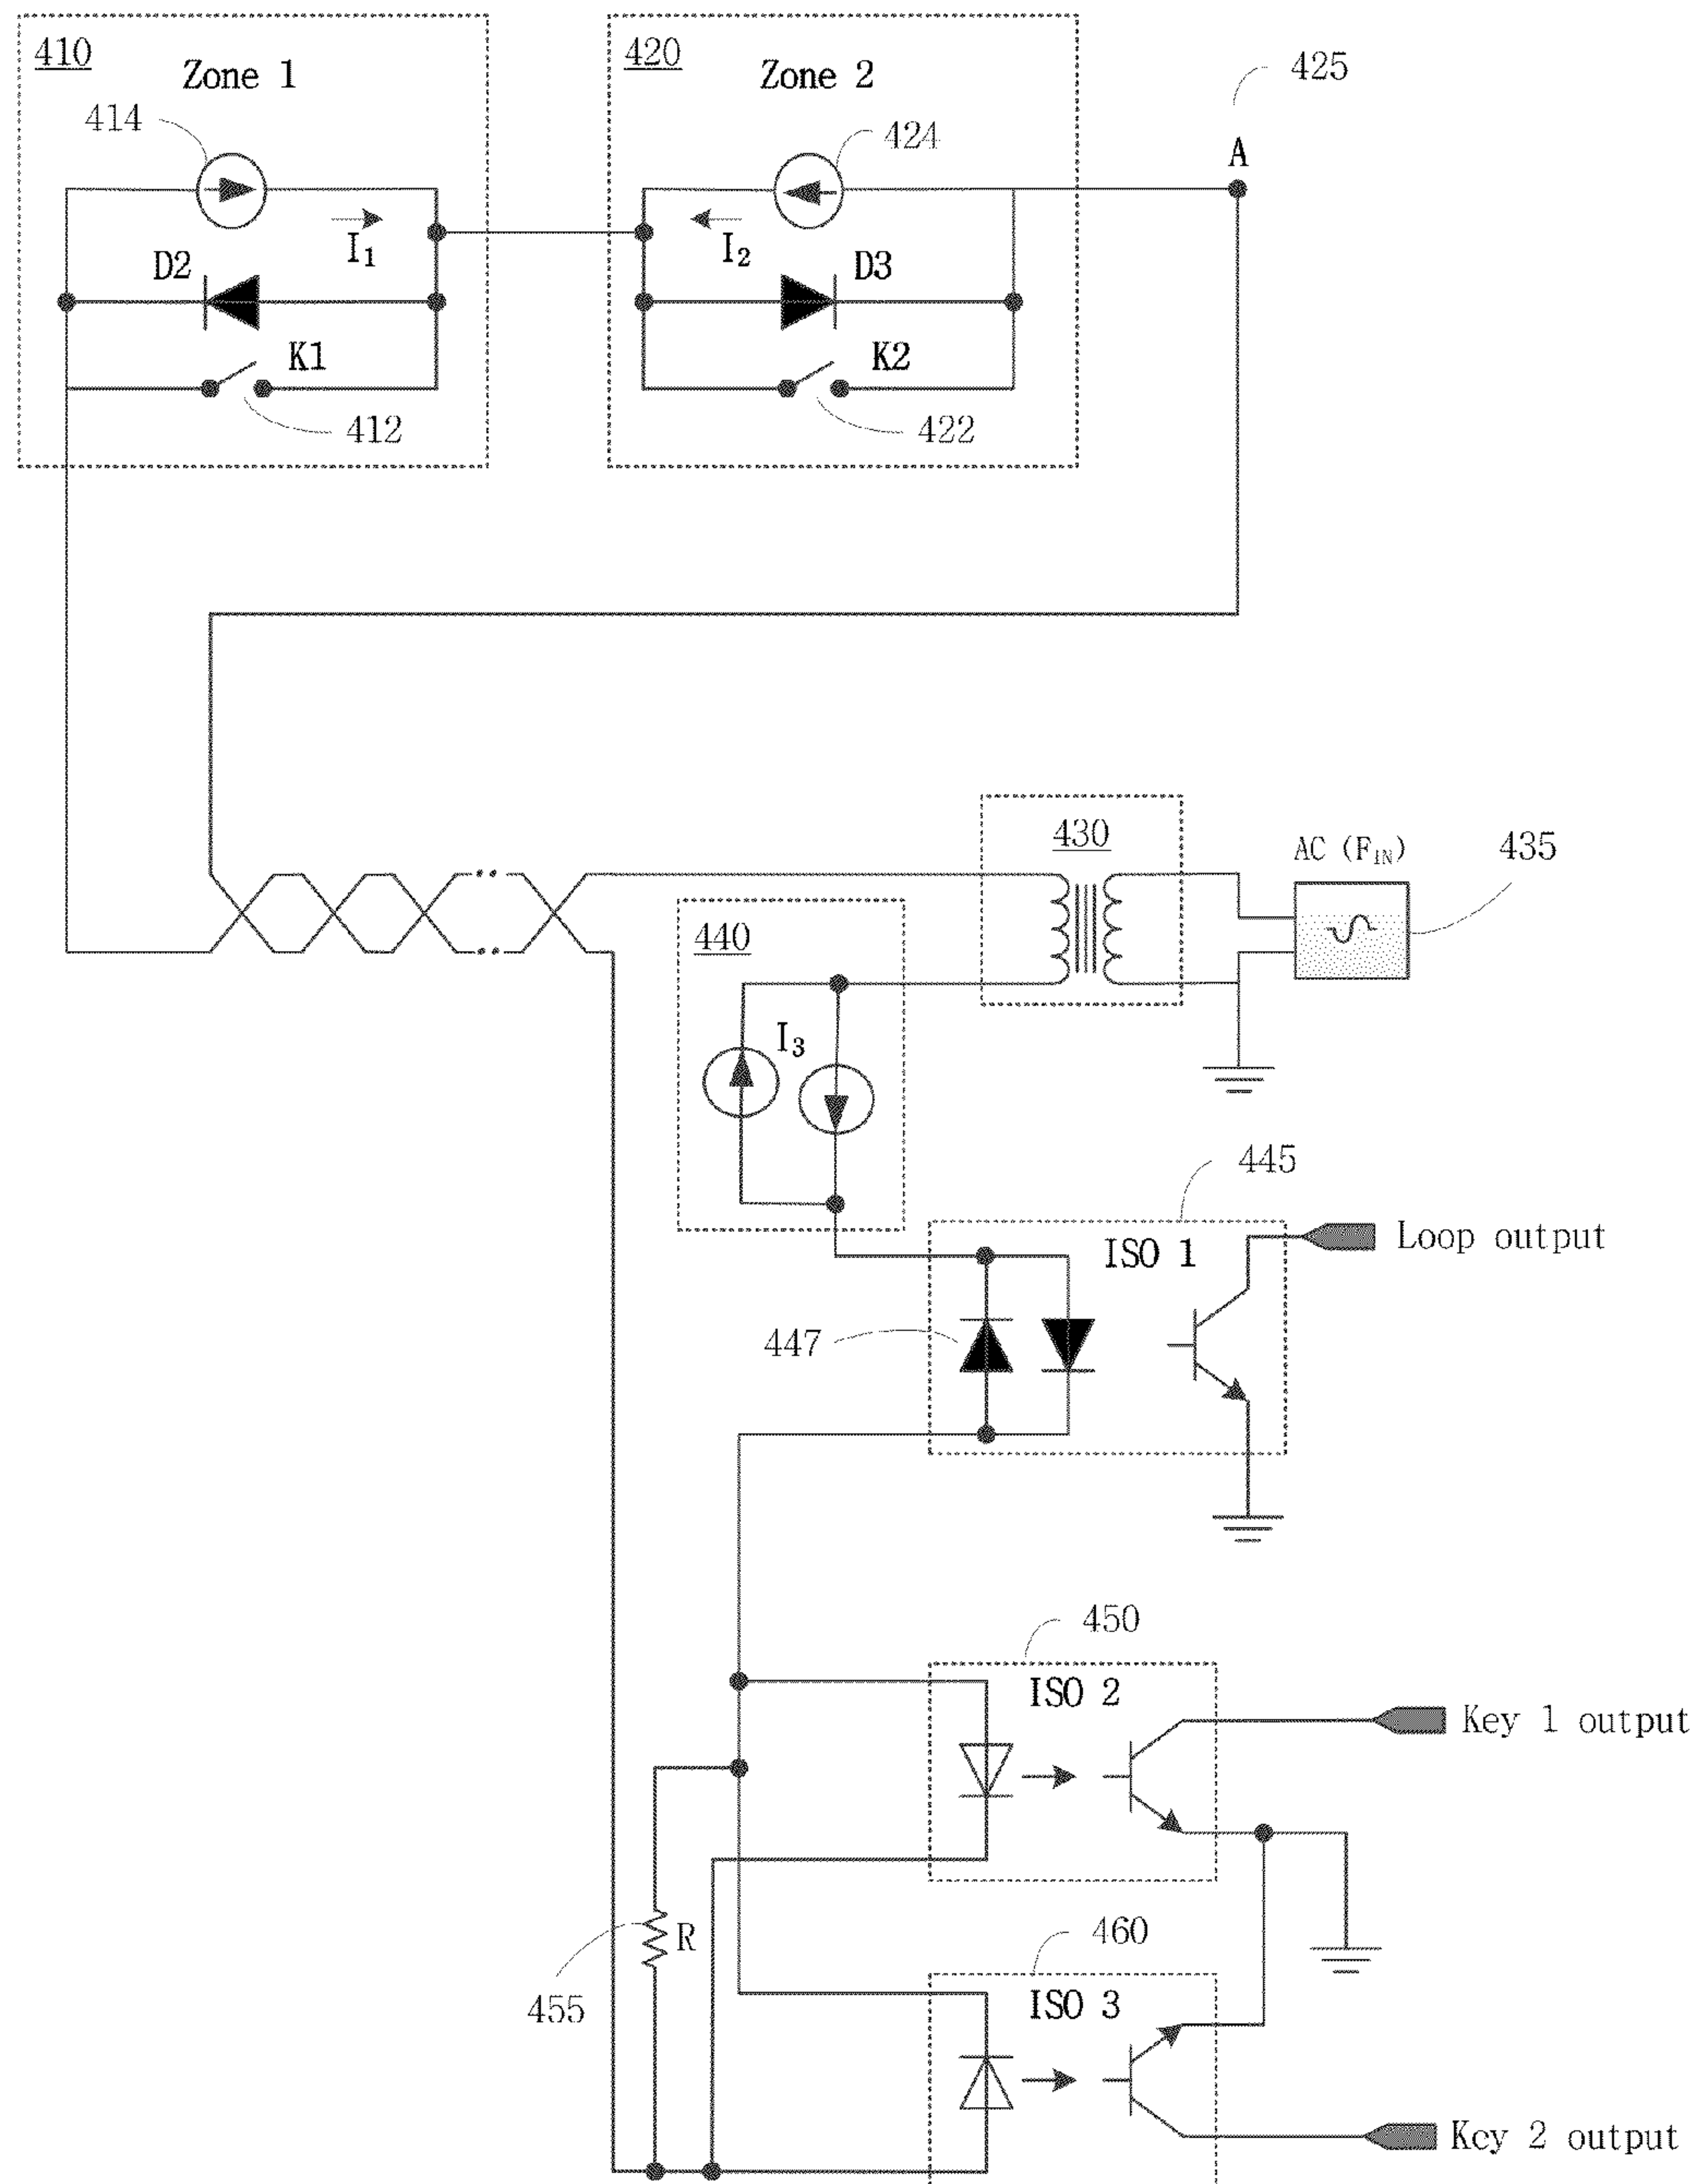 410
Zone 1
420
Zone 2
425
414
424
A
I₁
I₂
D2
D3
K1
K2
412
422
430
AC (F_IN)
435
440
I₃
445
ISO 1
Loop output
447
450
ISO 2
Key 1 output
R
455
460
ISO 3
Key 2 output